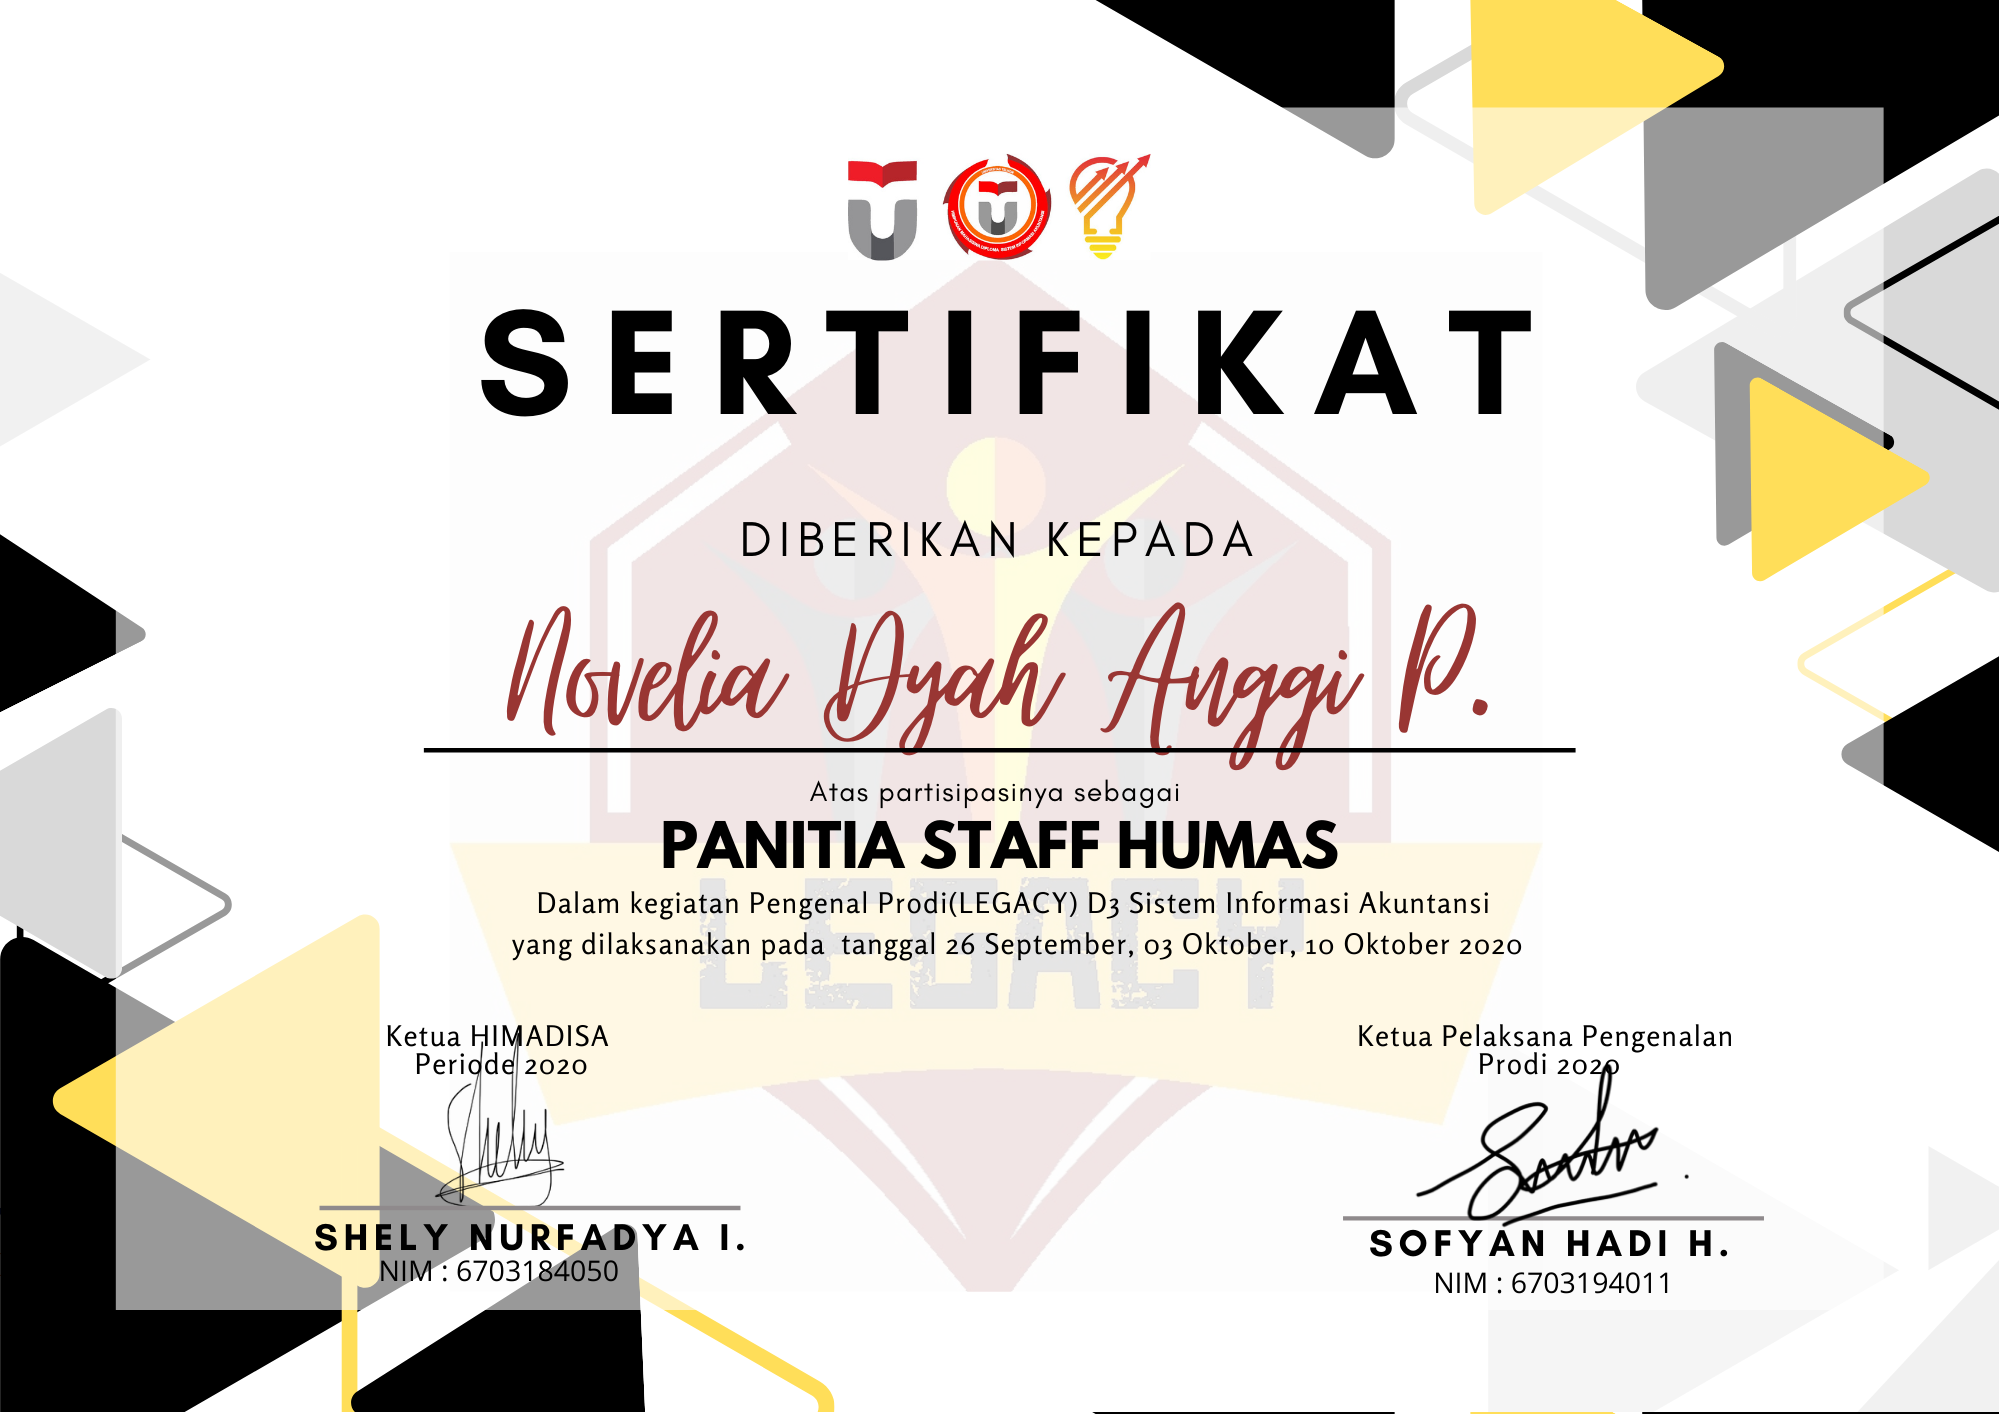 SERTIFIKAT
DIBERIKAN KEPADA
Novelia Dyah Anggi P.
Atas partisipasinya sebagai
PANITIA STAFF HUMAS
Dalam kegiatan Pengenal Prodi(LEGACY) D3 Sistem Informasi Akuntansi
yang dilaksanakan pada tanggal 26 September, 03 Oktober, 10 Oktober 2020
LEGACY
Ketua HIMADISA
Periode 2020
Shely
SHELY NURFADYA I.
NIM : 6703184050
Ketua Pelaksana Pengenalan
Prodi 2020
SOFYAN HADI H.
NIM : 6703194011